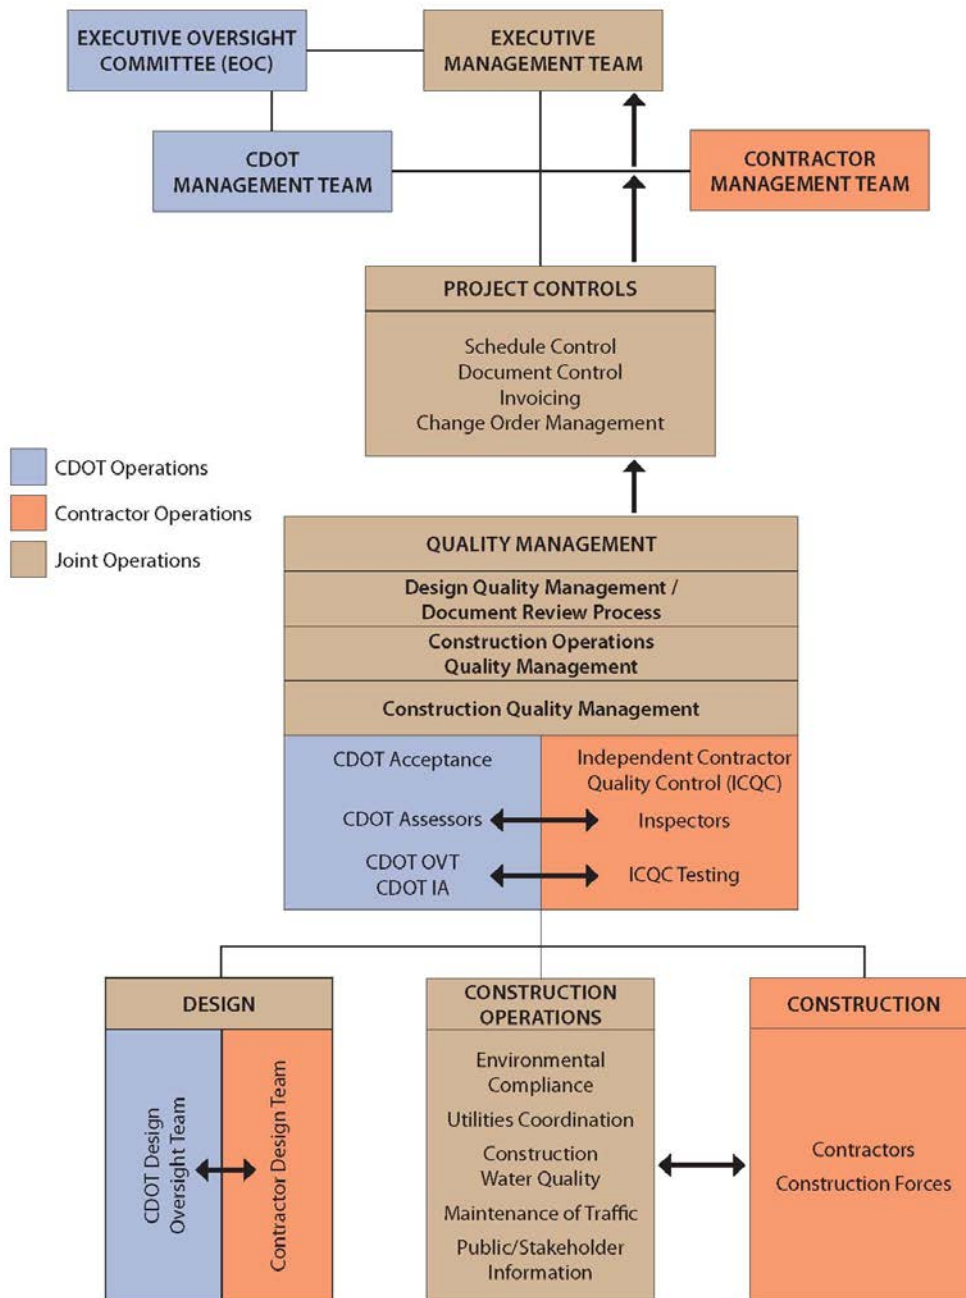 EXECUTIVE OVERSIGHT
COMMITTEE (EOC)
EXECUTIVE
MANAGEMENT TEAM
CDOT
MANAGEMENT TEAM
CONTRACTOR
MANAGEMENT TEAM
PROJECT CONTROLS
Schedule Control
Document Control
Invoicing
Change Order Management
CDOT Operations
Contractor Operations
Joint Operations
QUALITY MANAGEMENT
Design Quality Management /
Document Review Process
Construction Operations
Quality Management
Construction Quality Management
CDOT Acceptance
Independent Contractor
Quality Control (ICQC)
CDOT Assessors
Inspectors
CDOT OVT
CDOT IA
ICQC Testing
DESIGN
CDOT Design
Oversight Team
Contractor Design Team
CONSTRUCTION
OPERATIONS
Environmental
Compliance
Utilities Coordination
Construction
Water Quality
Maintenance of Traffic
Public/Stakeholder
Information
CONSTRUCTION
Contractors
Construction Forces